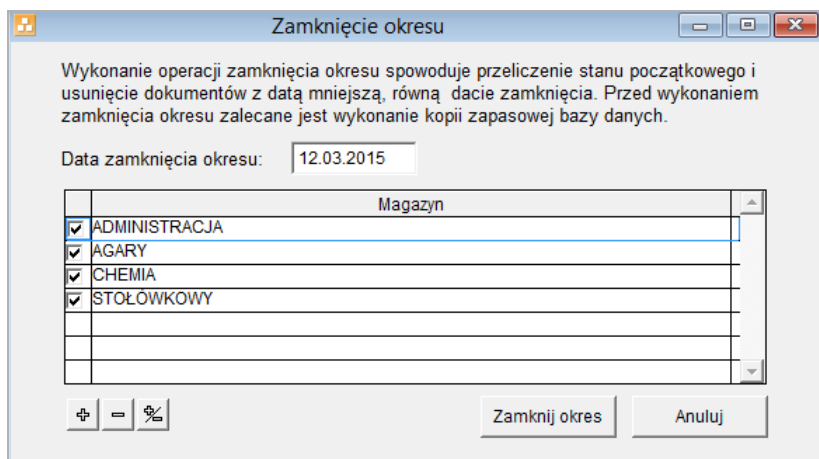 Zamknięcie okresu
Wykonanie operacji zamknięcia okresu spowoduje przeliczenie stanu początkowego i
usunięcie dokumentów z datą mniejszą, równą  dacie zamknięcia. Przed wykonaniem
zamknięcia okresu zalecane jest wykonanie kopii zapasowej bazy danych.
Data zamknięcia okresu: 12.03.2015
Magazyn
ADMINISTRACJA
AGARY
CHEMIA
STOŁÓWKOWY
Zamknij okres Anuluj